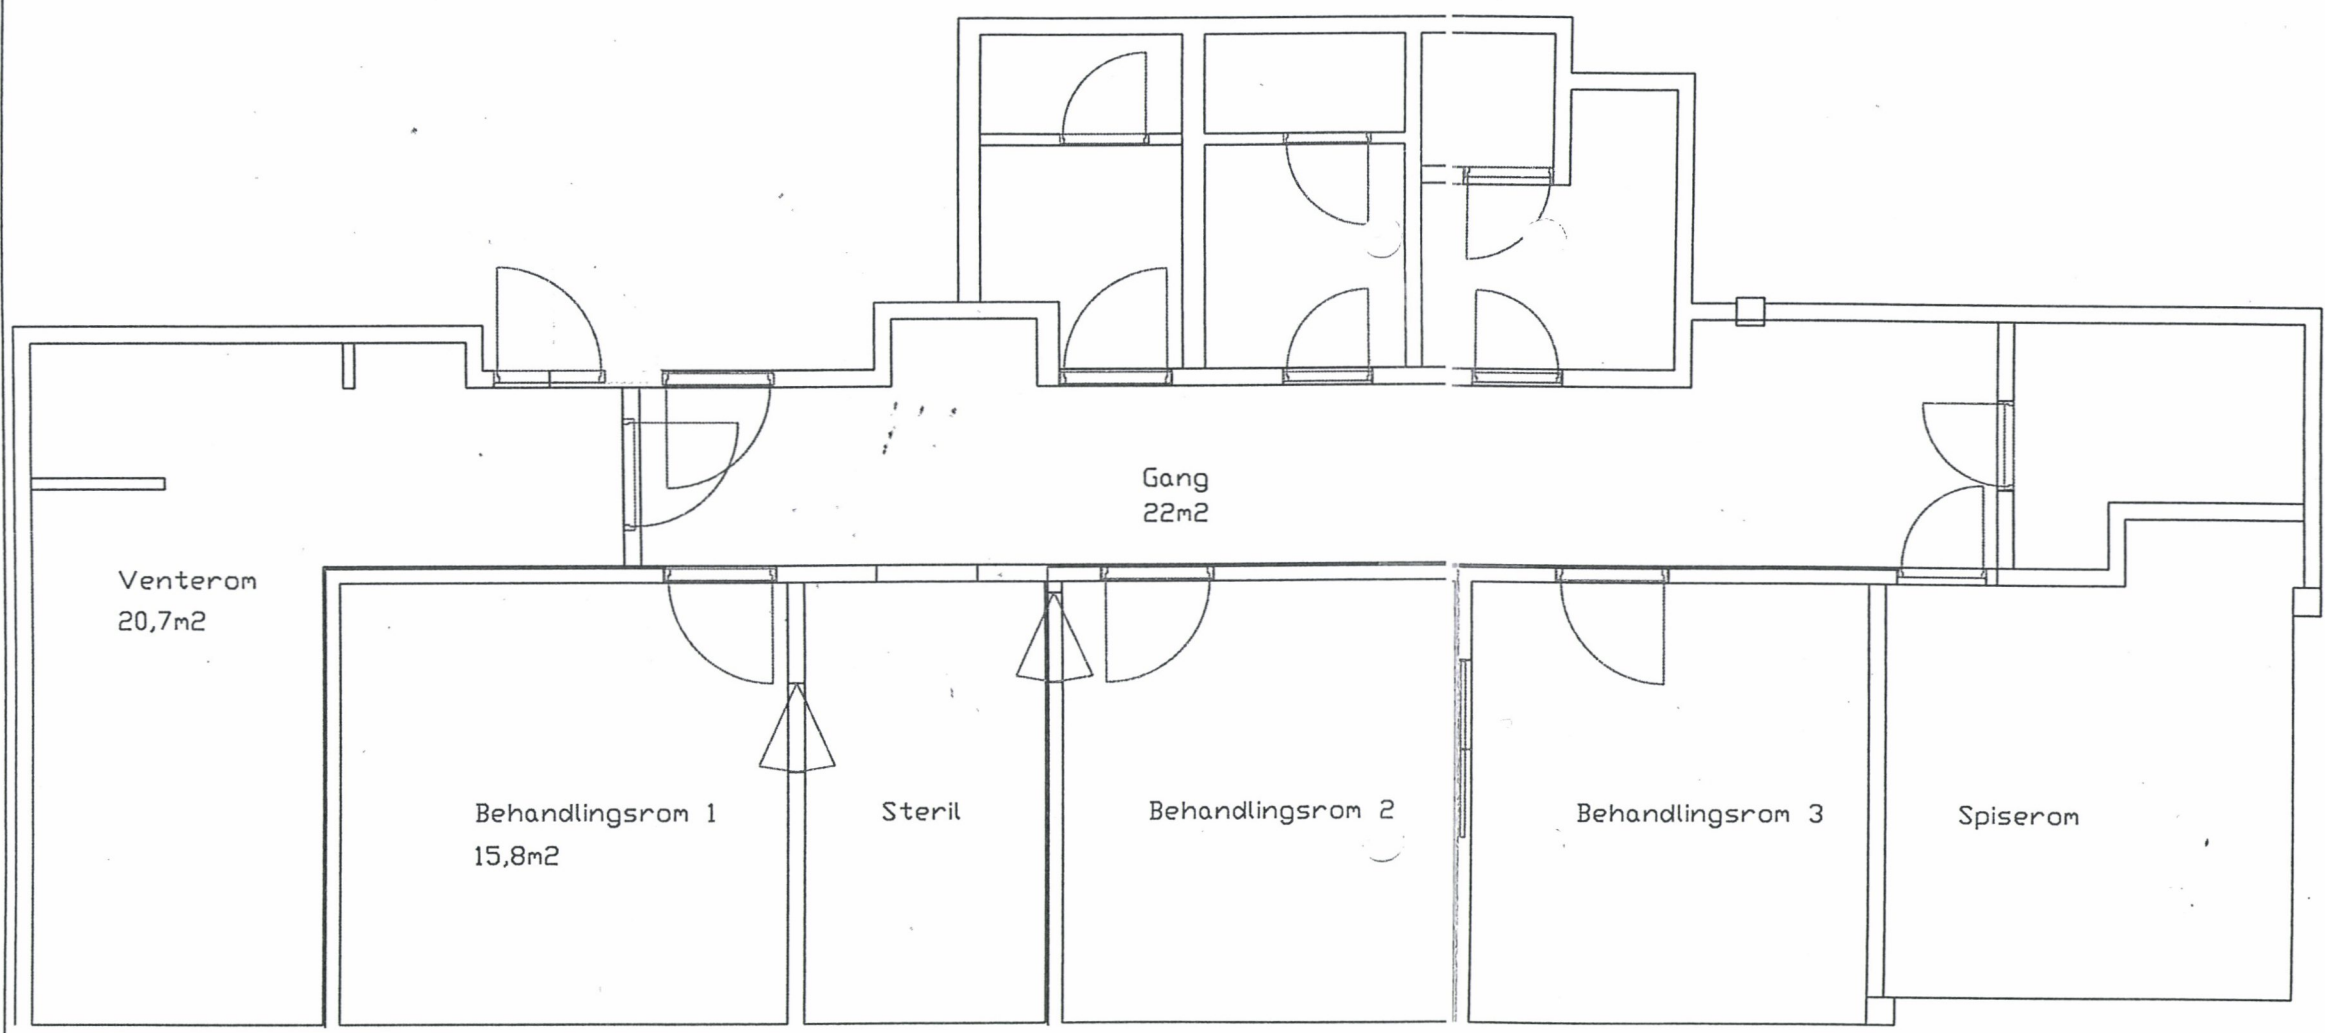 Gang
22m2
Venterom
20,7m2
Behandlingsrom 1
15,8m2
Steril
Behandlingsrom 2
Behandlingsrom 3
Spiserom